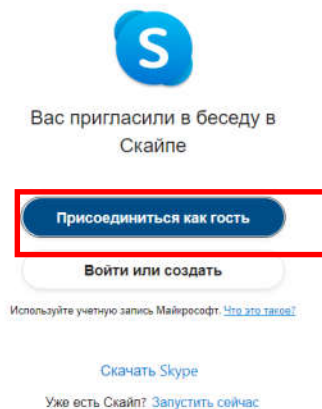 S
Вас пригласили в беседу в
Скайпе
Присоединиться как гость
Войти или создать
Используйте учетную запись Майкрософт. Что это такое?
Скачать Skype
Уже есть Скайп? Запустить сейчас